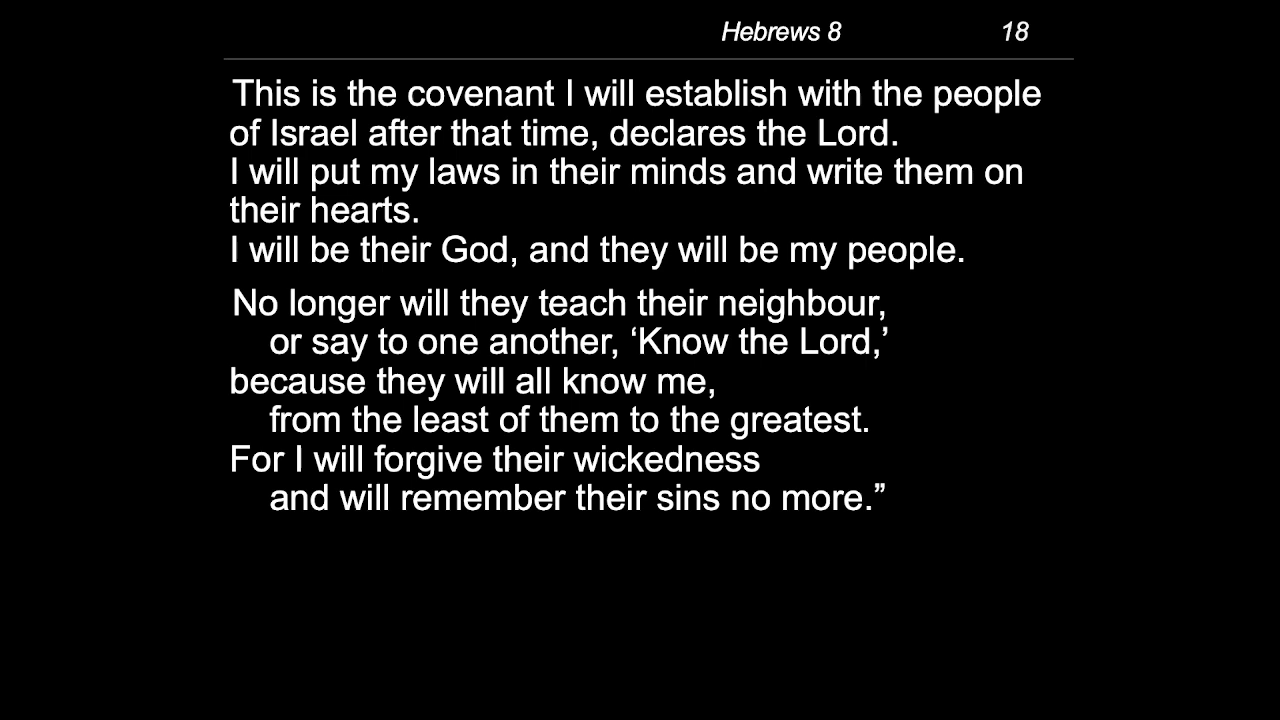 Hebrews 8 18
This is the covenant I will establish with the people
of Israel after that time, declares the Lord.
I will put my laws in their minds and write them on
their hearts.
I will be their God, and they will be my people.
No longer will they teach their neighbour,
or say to one another, ‘Know the Lord,’
because they will all know me,
from the least of them to the greatest.
For I will forgive their wickedness
and will remember their sins no more.”